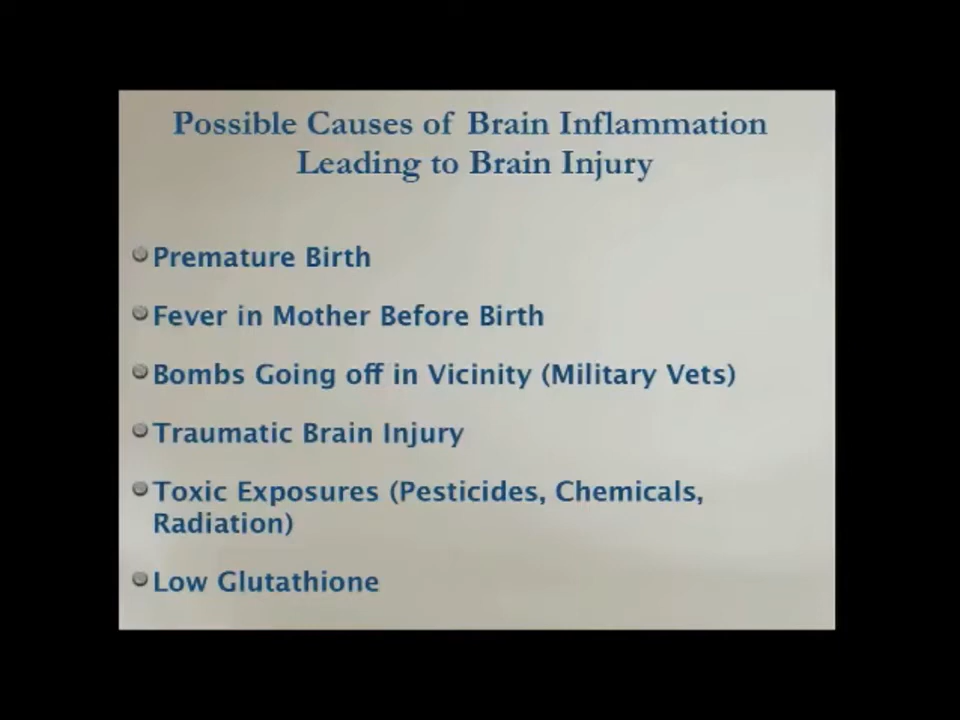 Possible Causes of Brain Inflammation
Leading to Brain Injury
Premature Birth
Fever in Mother Before Birth
Bombs Going off in Vicinity (Military Vets)
Traumatic Brain Injury
Toxic Exposures (Pesticides, Chemicals,
Radiation)
Low Glutathione